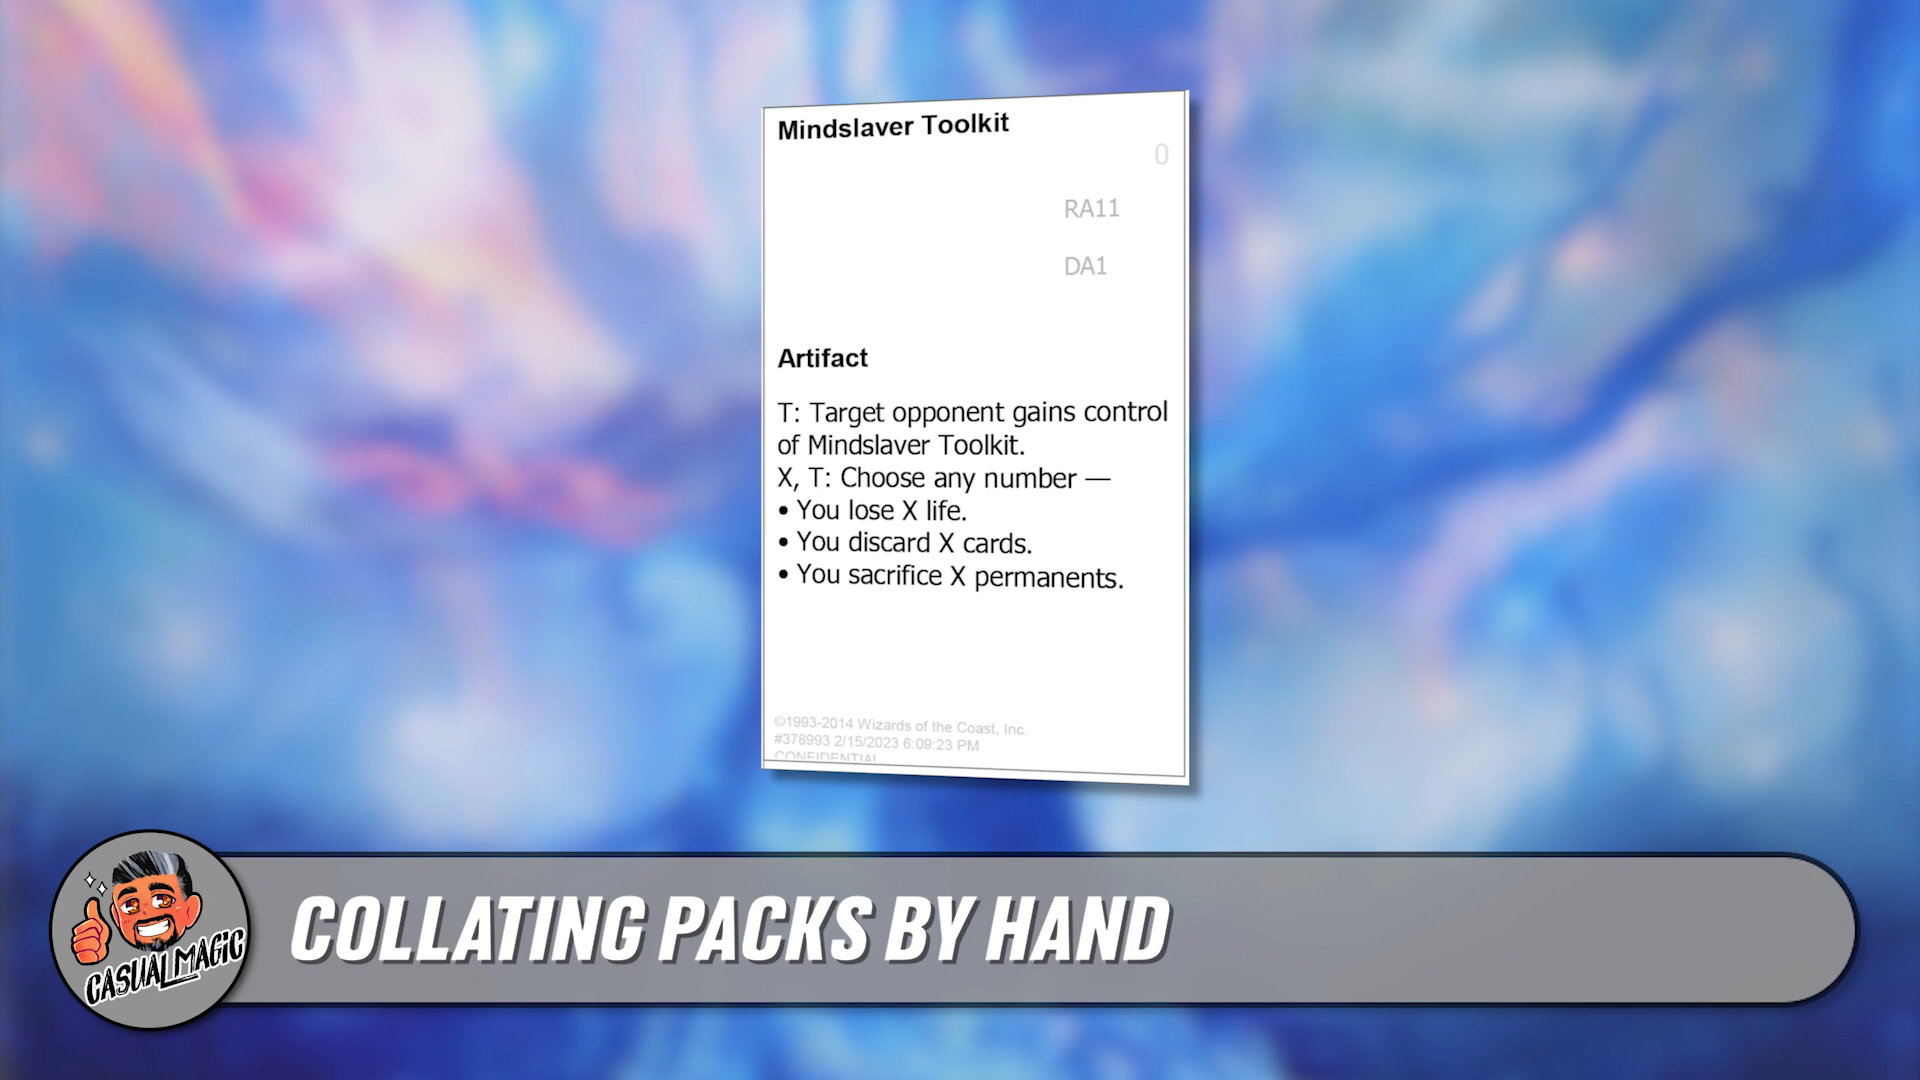 Mindslaver Toolkit
0
RA11
DA1
Artifact
T: Target opponent gains control
of Mindslaver Toolkit.
X, T: Choose any number —
• You lose X life.
• You discard X cards.
• You sacrifice X permanents.
©1993-2014 Wizards of the Coast, Inc.
#378993 2/15/2023 6:09:23 PM
CONFIDENTIAL
CASUAL MAGIC
COLLATING PACKS BY HAND